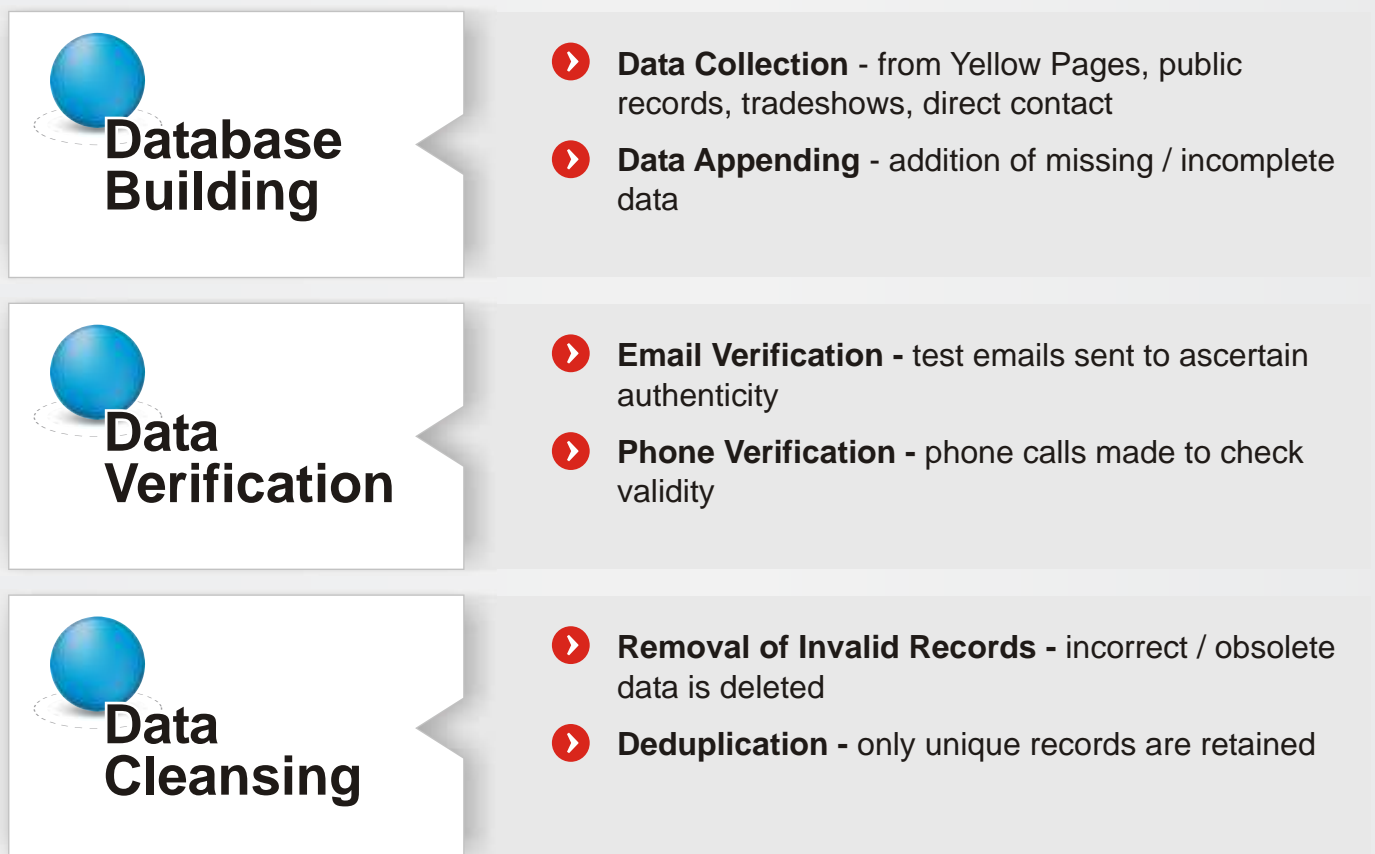 Database
Building
Data Collection - from Yellow Pages, public
records, tradeshows, direct contact
Data Appending - addition of missing / incomplete
data
Data
Verification
Email Verification - test emails sent to ascertain
authenticity
Phone Verification - phone calls made to check
validity
Data
Cleansing
Removal of Invalid Records - incorrect / obsolete
data is deleted
Deduplication - only unique records are retained